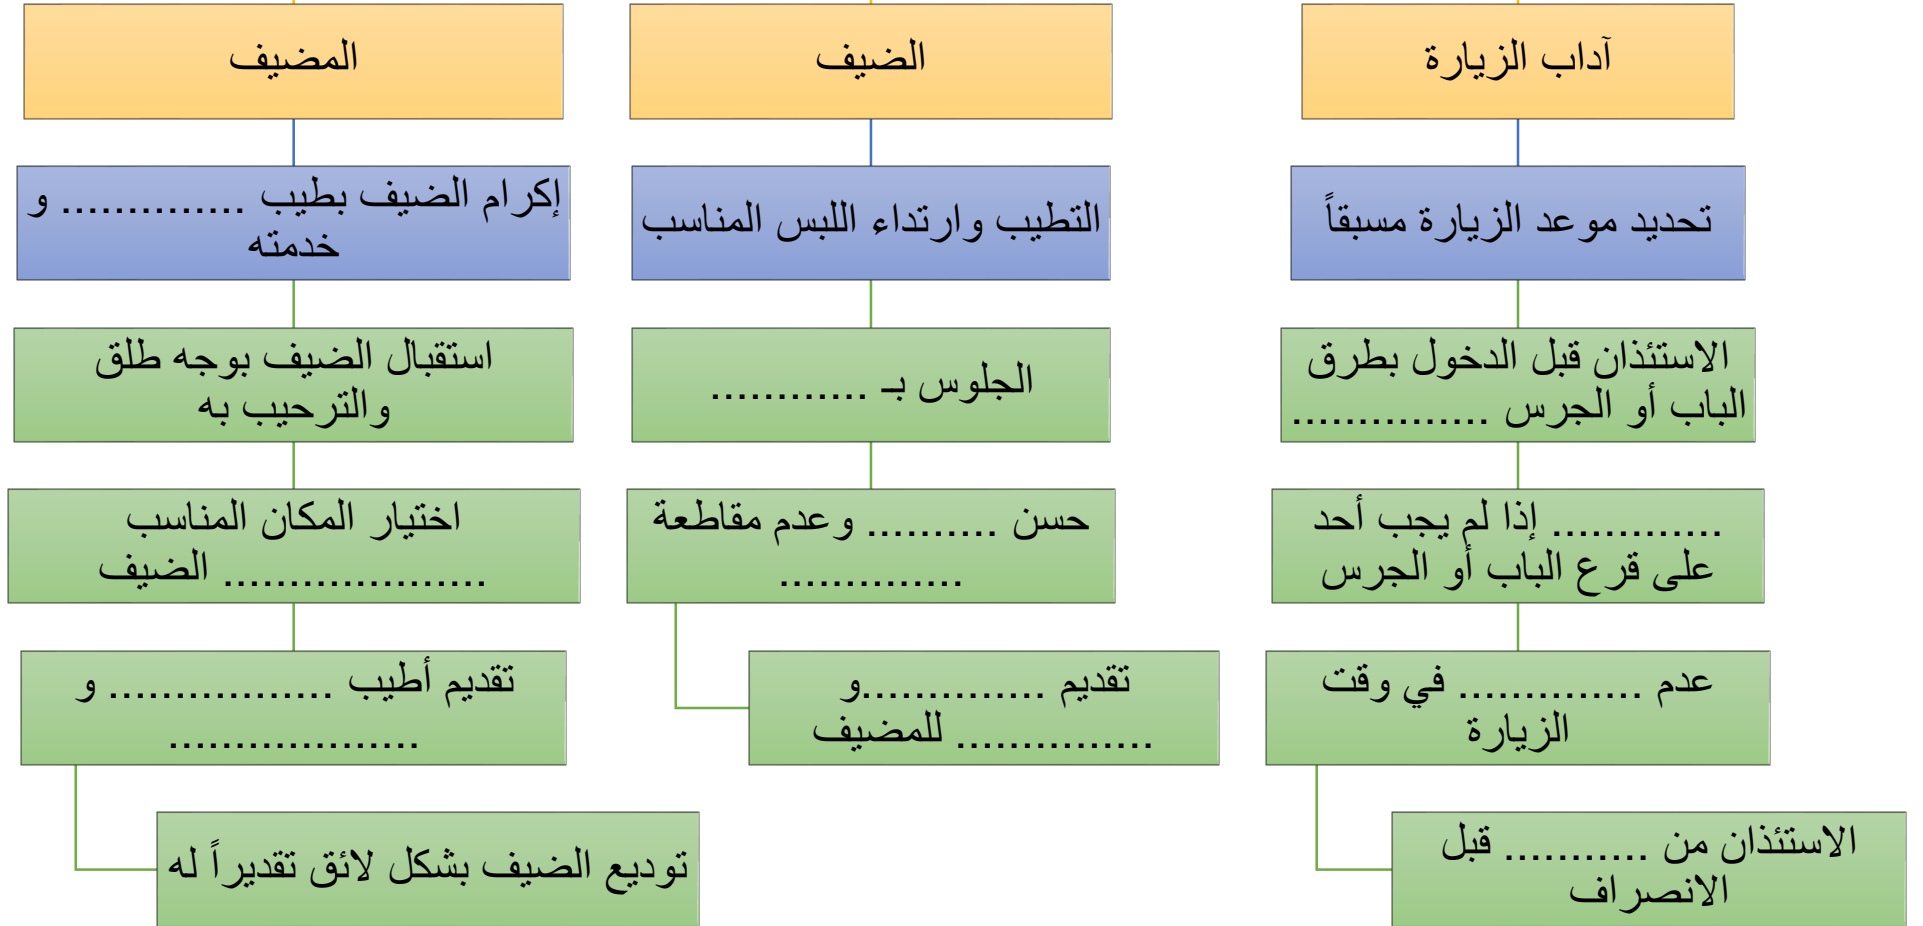 آداب الزيارة
تحديد موعد الزيارة مسبقاً
الاستئذان قبل الدخول بطرق
الباب أو الجرس ...............
............. إذا لم يجب أحد
على قرع الباب أو الجرس
عدم .............. في وقت
الزيارة
الاستئذان من ........... قبل
الانصراف
الضيف
التطيب وارتداء اللبس المناسب
الجلوس بـ ............
حسن .......... وعدم مقاطعة
..............
تقديم ..............و
............... للمضيف
المضيف
إكرام الضيف بطيب .............. و
خدمته
استقبال الضيف بوجه طلق
والترحيب به
اختيار المكان المناسب
.................... الضيف
تقديم أطيب ................. و
...................
توديع الضيف بشكل لائق تقديراً له